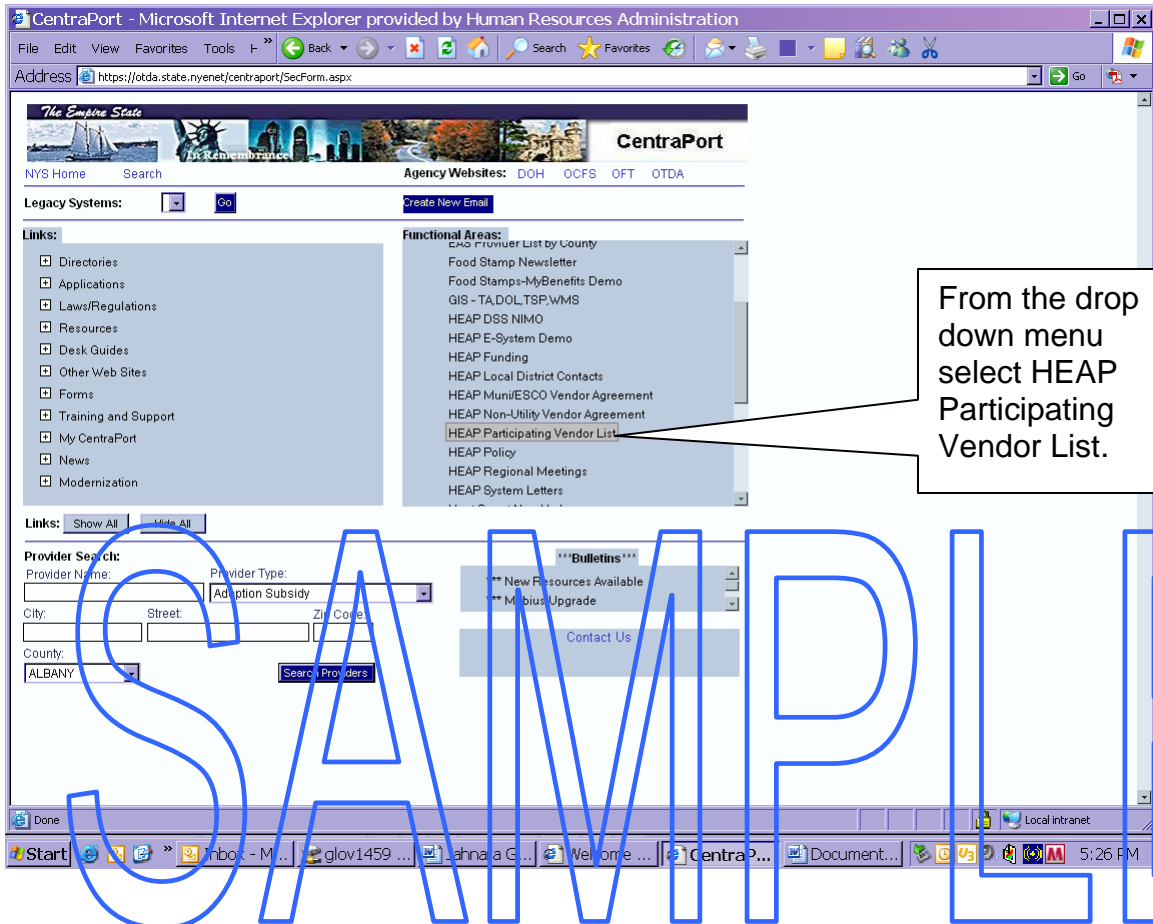 CentraPort - Microsoft Internet Explorer provided by Human Resources Administration
File Edit View Favorites Tools H » Back Search Favorites
Address https://otda.state.nyenet/centraport/SecForm.aspx Go
The Empire State
In Remembrance
CentraPort
NYS Home Search Agency Websites: DOH OCFS OFT OTDA
Legacy Systems: Go Create New Email
Links:
Directories
Applications
Laws/Regulations
Resources
Desk Guides
Other Web Sites
Forms
Training and Support
My CentraPort
News
Modernization
Functional Areas:
EAS Provider List by County
Food Stamp Newsletter
Food Stamps-MyBenefits Demo
GIS - TA,DOL,TSP,WMS
HEAP DSS NIMO
HEAP E-System Demo
HEAP Funding
HEAP Local District Contacts
HEAP Muni/ESCO Vendor Agreement
HEAP Non-Utility Vendor Agreement
HEAP Participating Vendor List
HEAP Policy
HEAP Regional Meetings
HEAP System Letters
From the drop
down menu
select HEAP
Participating
Vendor List.
Links: Show All Hide All
Provider Search:
Provider Name: Provider Type:
Adoption Subsidy
City: Street: Zip Code:
County:
ALBANY Search Providers
***Bulletins***
*** New Resources Available
*** Mobius Upgrade
Contact Us
SAMPLE
Done Local intranet
Start » Inbox - M... glov1459 ... Jahnara G... Welcome ... CentraP... Document... 5:26 PM